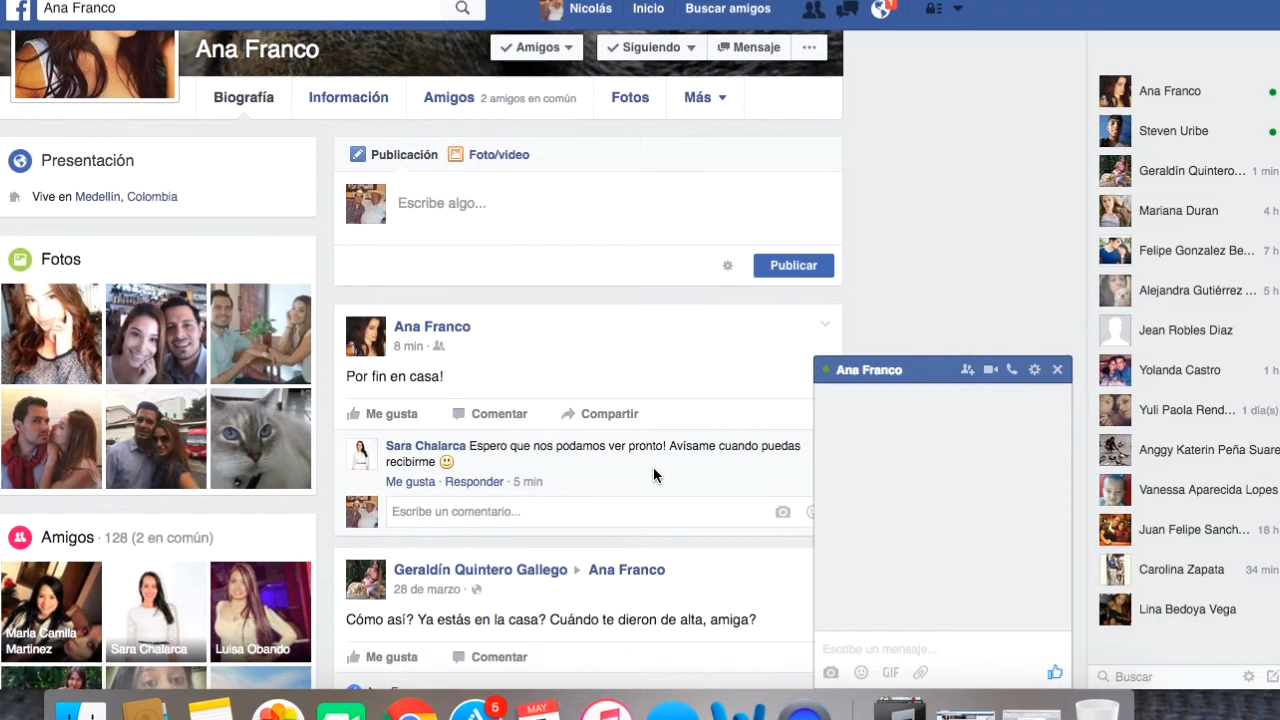 Ana Franco
Nicolás Inicio Buscar amigos 1
Ana Franco
Amigos Siguiendo Mensaje
Biografía Información Amigos 2 amigos en común Fotos Más
Presentación
Vive en Medellín, Colombia
Fotos
Amigos · 128 (2 en común)
Maria Camila Martinez
Sara Chalarca
Luisa Obando
Publicación Foto/video
Escribe algo...
Publicar
Ana Franco
8 min ·
Por fin en casa!
Me gusta Comentar Compartir
Sara Chalarca Espero que nos podamos ver pronto! Avísame cuando puedas
recibirme
Me gusta · Responder · 5 min
Escribe un comentario...
Geraldín Quintero Gallego Ana Franco
28 de marzo ·
Cómo así? Ya estás en la casa? Cuándo te dieron de alta, amiga?
Me gusta Comentar
Ana Franco
Escribe un mensaje...
GIF
Ana Franco
Steven Uribe
Geraldín Quintero... 1 min
Mariana Duran 4 h
Felipe Gonzalez Be... 7 h
Alejandra Gutiérrez ... 5 h
Jean Robles Diaz
Yolanda Castro 1 h
Yuli Paola Rend... 1 día(s)
Anggy Katerin Peña Suare
Vanessa Aparecida Lopes
Juan Felipe Sanch... 18 h
Carolina Zapata 34 min
Lina Bedoya Vega
Buscar
5
MAY